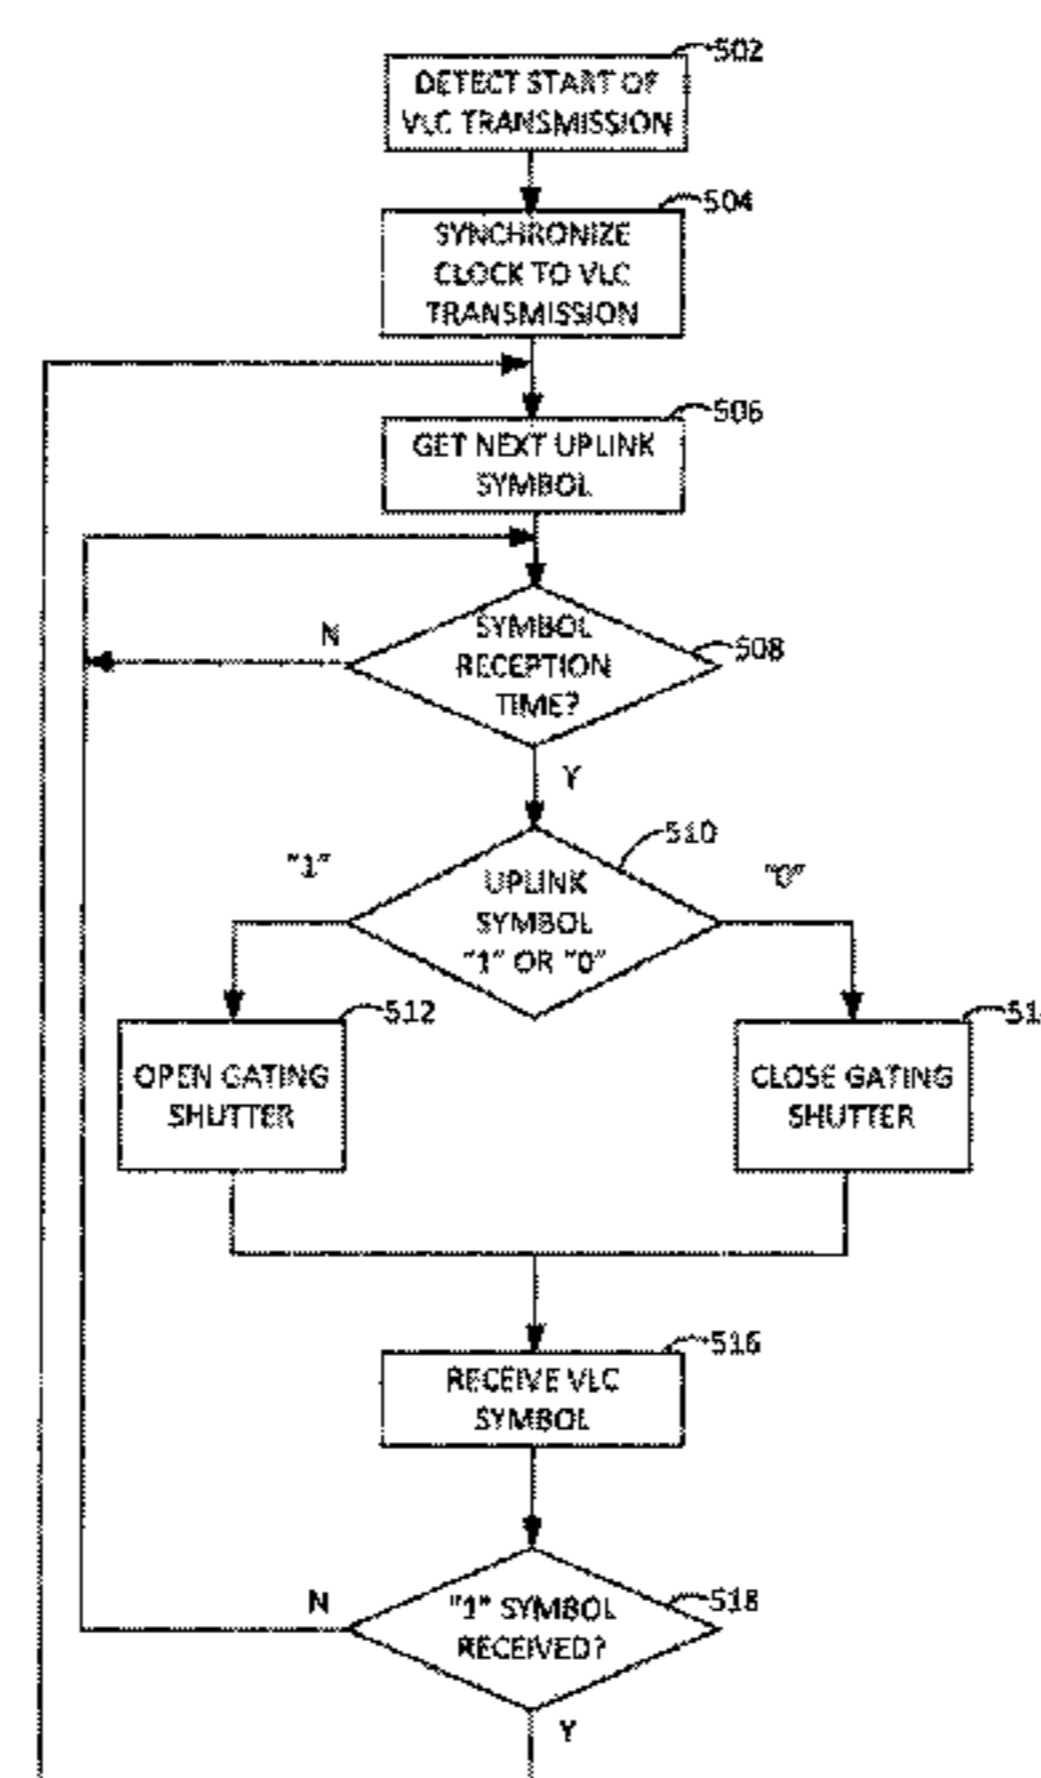 502
DETECT START OF
VLC TRANSMISSION
504
SYNCHRONIZE
CLOCK TO VLC
TRANSMISSION
506
GET NEXT UPLINK
SYMBOL
N
SYMBOL
RECEPTION
TIME?
508
Y
510
"1"
"0"
UPLINK
SYMBOL
"1" OR "0"
512
OPEN GATING
SHUTTER
CLOSE GATING
SHUTTER
516
RECEIVE VLC
SYMBOL
N
"1" SYMBOL
RECEIVED?
518
Y